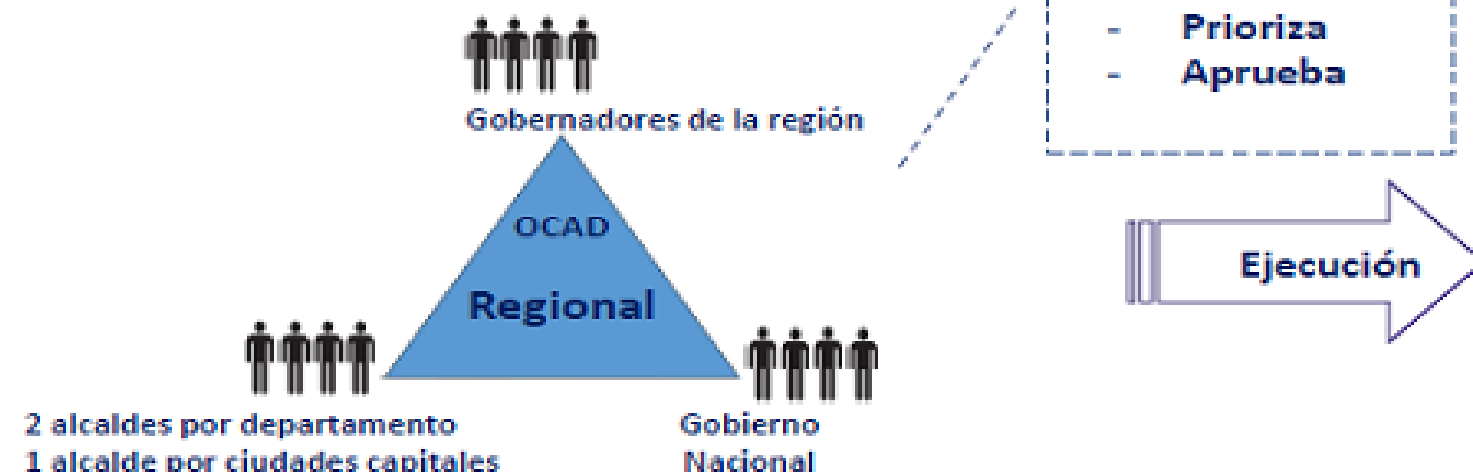 - Prioriza
- Aprueba
Gobernadores de la región
OCAD
Regional
Ejecución
2 alcaldes por departamento
1 alcalde por ciudades capitales
Gobierno
Nacional